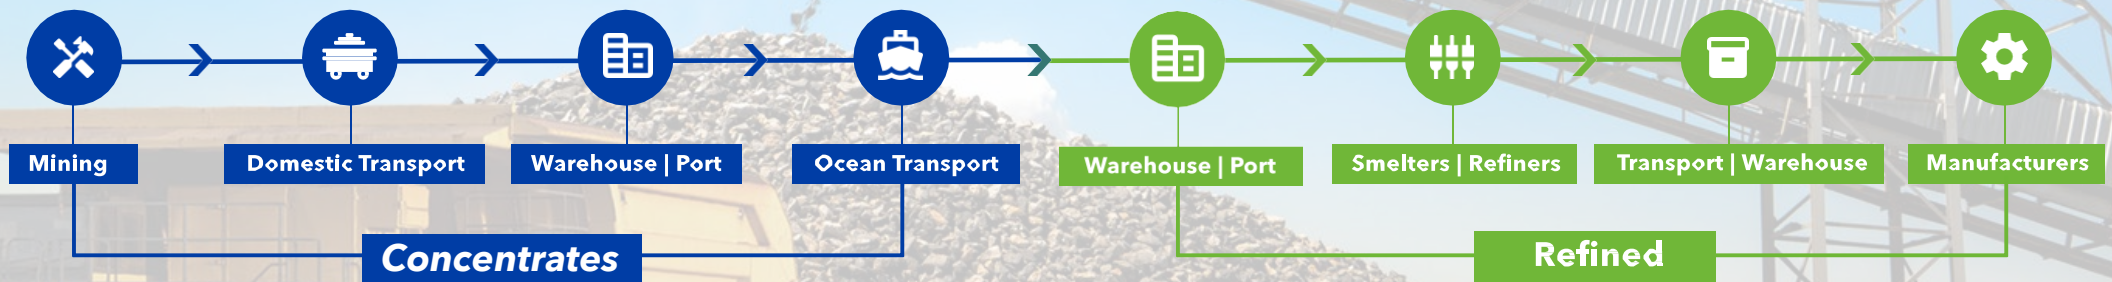 Mining
Domestic Transport
Warehouse | Port
Ocean Transport
Warehouse | Port
Smelters | Refiners
Transport | Warehouse
Manufacturers
Concentrates
Refined